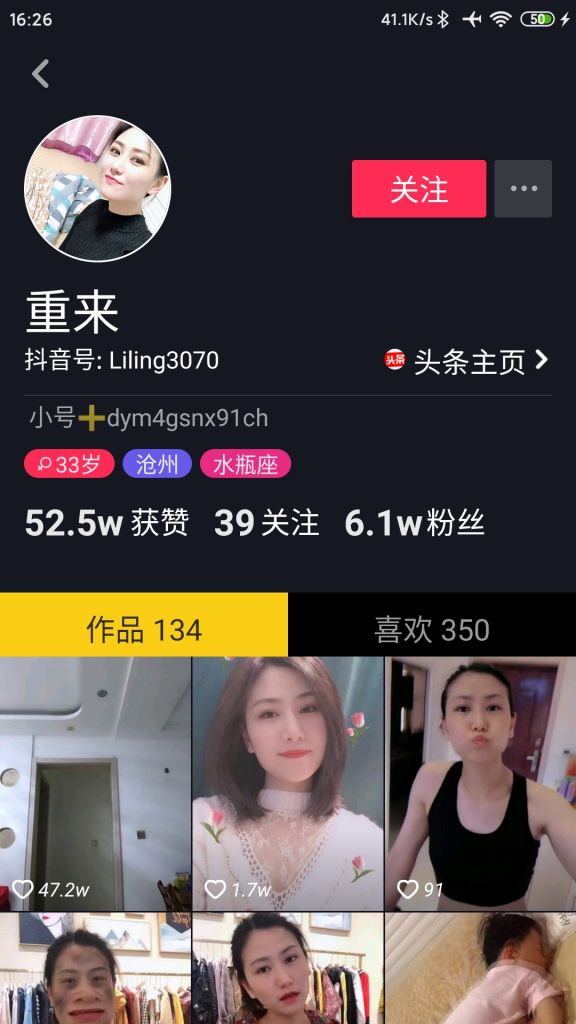 16:26
41.1K/s 50
关注
重来
抖音号: Liling3070
头条 头条主页
小号➕dym4gsnx91ch
33岁 沧州 水瓶座
52.5w 获赞 39 关注 6.1w 粉丝
作品 134 喜欢 350
47.2w 1.7w 91